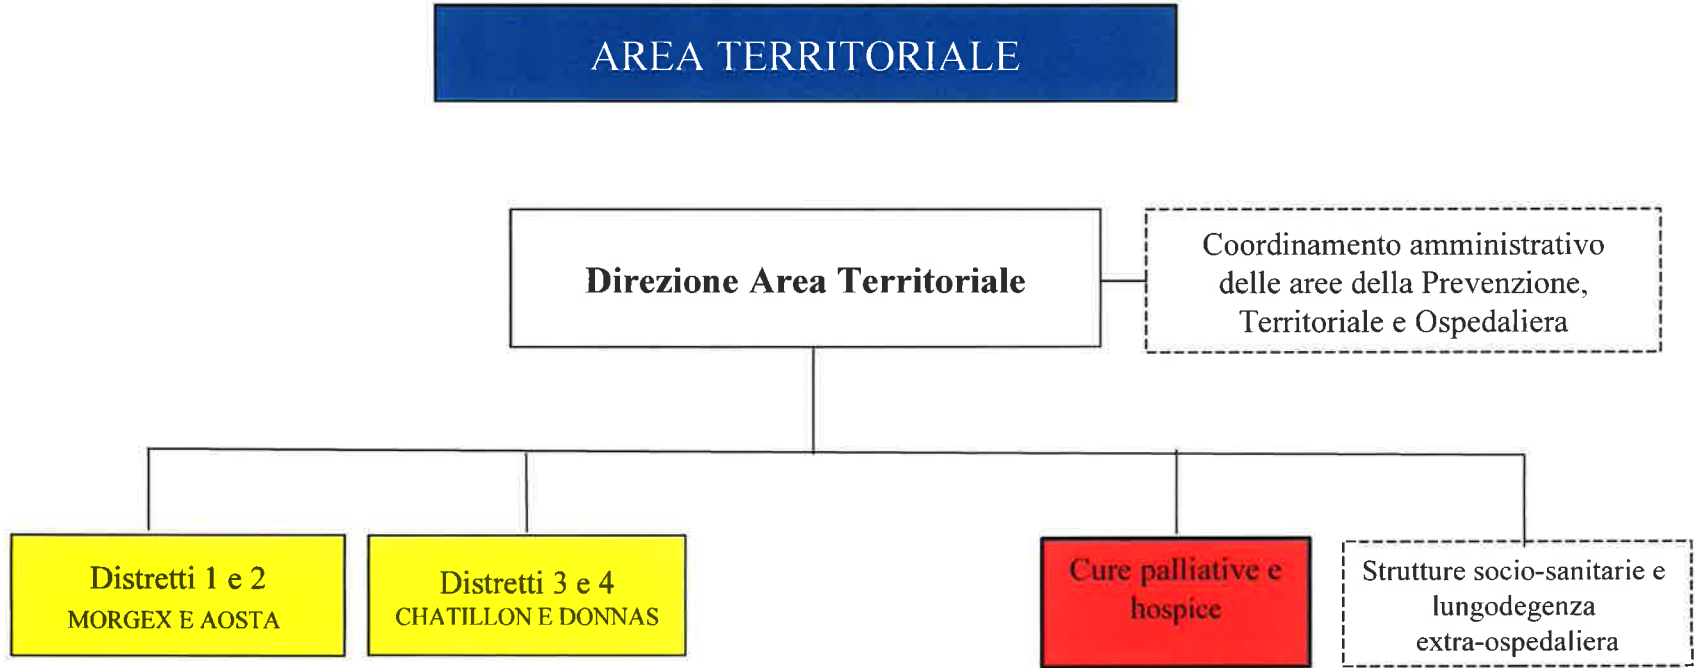 AREA TERRITORIALE
Direzione Area Territoriale
Coordinamento amministrativo
delle aree della Prevenzione,
Territoriale e Ospedaliera
Distretti 1 e 2
MORGEX E AOSTA
Distretti 3 e 4
CHATILLON E DONNAS
Cure palliative e
hospice
Strutture socio-sanitarie e
lungodegenza
extra-ospedaliera